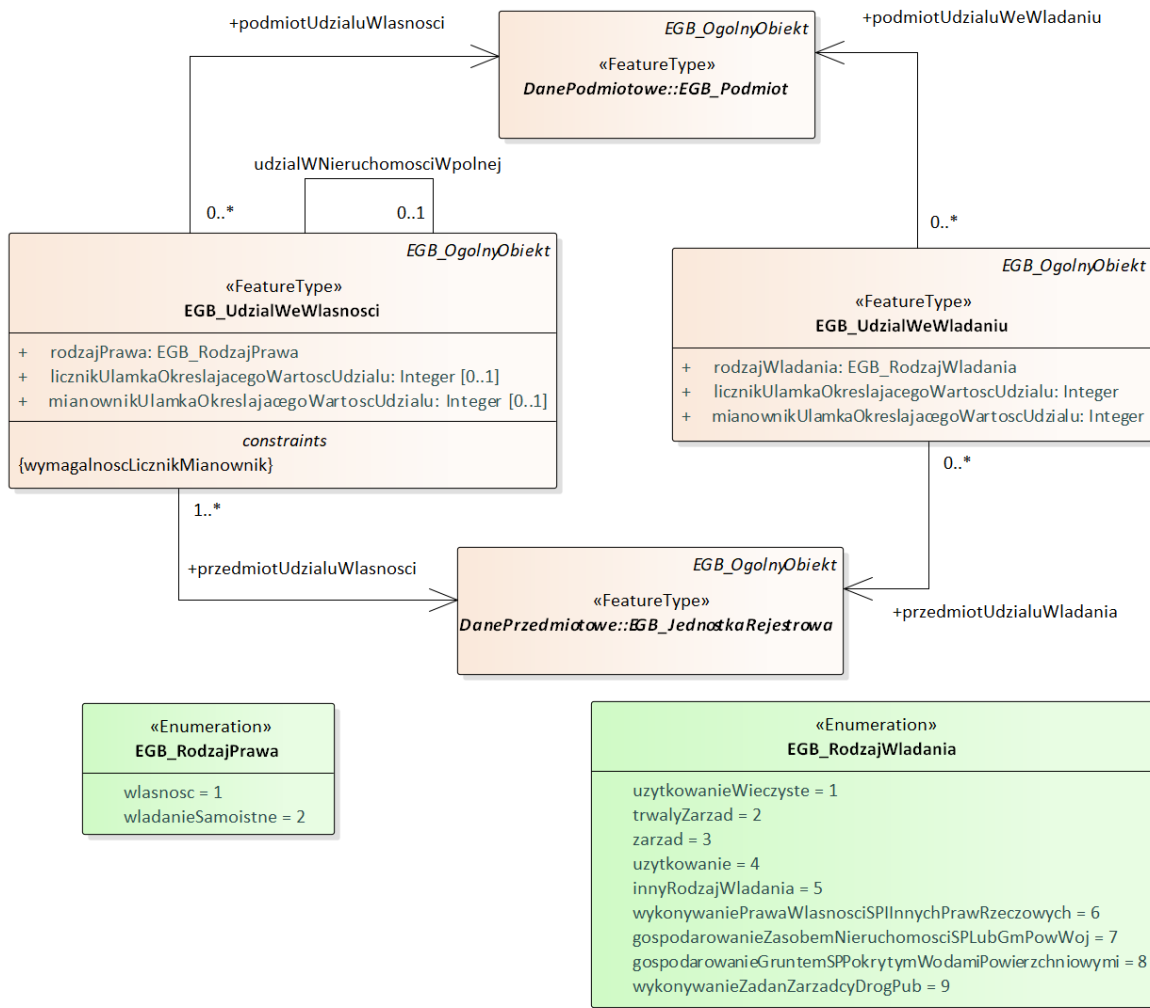 +podmiotUdzialuWlasnosci
+podmiotUdzialuWeWladaniu
EGB_OgolnyObiekt
«FeatureType»
DanePodmiotowe::EGB_Podmiot
udzialWNieruchomosciWpolnej
0..*
0..1
0..*
EGB_OgolnyObiekt
«FeatureType»
EGB_UdzialWeWlasnosci
+ rodzajPrawa: EGB_RodzajPrawa
+ licznikUlamkaOkreslajacegoWartoscUdzialu: Integer [0..1]
+ mianownikUlamkaOkreslajacegoWartoscUdzialu: Integer [0..1]
constraints
{wymagalnoscLicznikMianownik}
EGB_OgolnyObiekt
«FeatureType»
EGB_UdzialWeWladaniu
+ rodzajWladania: EGB_RodzajWladania
+ licznikUlamkaOkreslajacegoWartoscUdzialu: Integer
+ mianownikUlamkaOkreslajacegoWartoscUdzialu: Integer
1..*
0..*
+przedmiotUdzialuWlasnosci
+przedmiotUdzialuWladania
EGB_OgolnyObiekt
«FeatureType»
DanePrzedmiotowe::EGB_JednostkaRejestrowa
«Enumeration»
EGB_RodzajPrawa
wlasnosc = 1
wladanieSamoistne = 2
«Enumeration»
EGB_RodzajWladania
uzytkowanieWieczyste = 1
trwalyZarzad = 2
zarzad = 3
uzytkowanie = 4
innyRodzajWladania = 5
wykonywaniePrawaWlasnosciSPIInnychPrawRzeczowych = 6
gospodarowanieZasobemNieruchomosciSPLubGmPowWoj = 7
gospodarowanieGruntemSPPokrytymWodamiPowierzchniowymi = 8
wykonywanieZadanZarzadcyDrogPub = 9